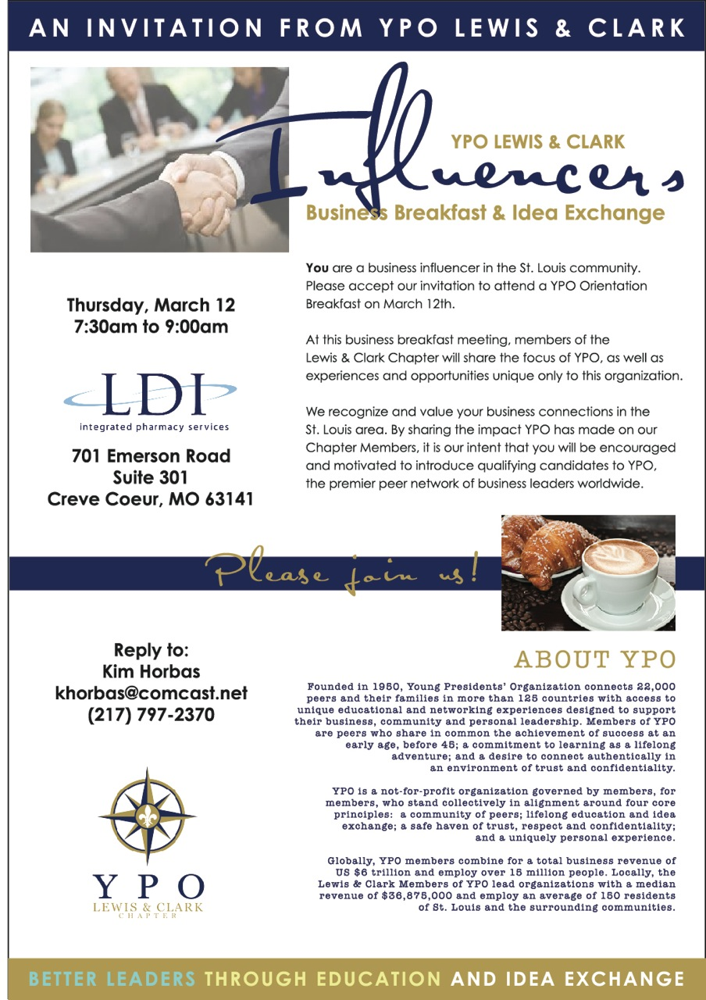 AN INVITATION FROM YPO LEWIS & CLARK
YPO LEWIS & CLARK
Influencers
Business Breakfast & Idea Exchange
Thursday, March 12
7:30am to 9:00am
LDI
integrated pharmacy services
701 Emerson Road
Suite 301
Creve Coeur, MO 63141
You are a business influencer in the St. Louis community.
Please accept our invitation to attend a YPO Orientation
Breakfast on March 12th.
At this business breakfast meeting, members of the
Lewis & Clark Chapter will share the focus of YPO, as well as
experiences and opportunities unique only to this organization.
We recognize and value your business connections in the
St. Louis area. By sharing the impact YPO has made on our
Chapter Members, it is our intent that you will be encouraged
and motivated to introduce qualifying candidates to YPO,
the premier peer network of business leaders worldwide.
Please join us!
Reply to:
Kim Horbas
khorbas@comcast.net
(217) 797-2370
YPO
LEWIS & CLARK
CHAPTER
ABOUT YPO
Founded in 1950, Young Presidents' Organization connects 22,000
peers and their families in more than 125 countries with access to
unique educational and networking experiences designed to support
their business, community and personal leadership. Members of YPO
are peers who share in common the achievement of success at an
early age, before 45; a commitment to learning as a lifelong
adventure; and a desire to connect authentically in
an environment of trust and confidentiality.
YPO is a not-for-profit organization governed by members, for
members, who stand collectively in alignment around four core
principles: a community of peers; lifelong education and idea
exchange; a safe haven of trust, respect and confidentiality;
and a uniquely personal experience.
Globally, YPO members combine for a total business revenue of
US $6 trillion and employ over 15 million people. Locally, the
Lewis & Clark Members of YPO lead organizations with a median
revenue of $36,875,000 and employ an average of 150 residents
of St. Louis and the surrounding communities.
BETTER LEADERS THROUGH EDUCATION AND IDEA EXCHANGE